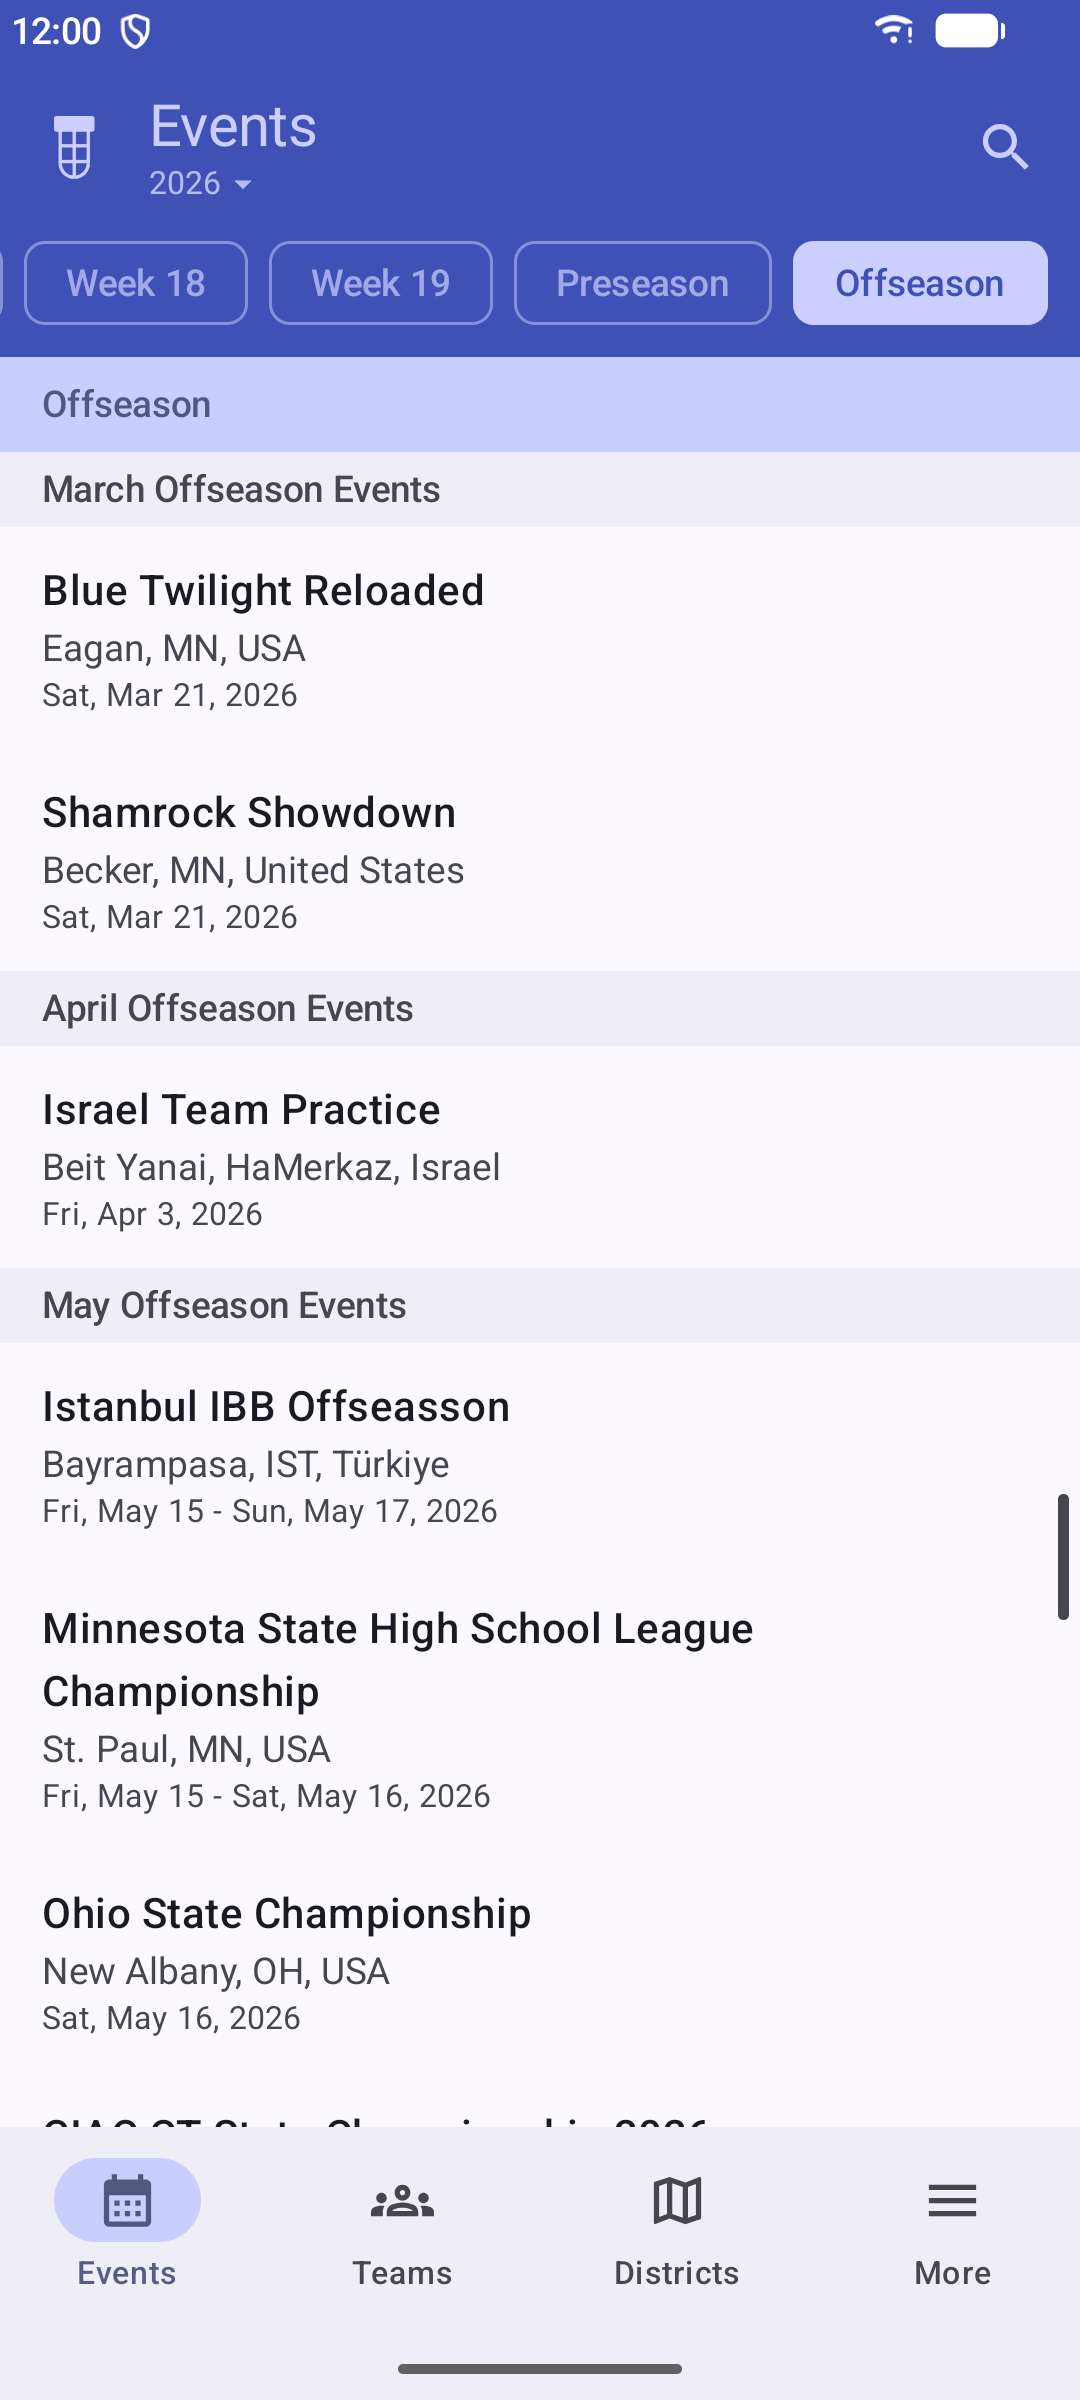 12:00
Events
2026
Week 18
Week 19
Preseason
Offseason
Offseason
March Offseason Events
Blue Twilight Reloaded
Eagan, MN, USA
Sat, Mar 21, 2026
Shamrock Showdown
Becker, MN, United States
Sat, Mar 21, 2026
April Offseason Events
Israel Team Practice
Beit Yanai, HaMerkaz, Israel
Fri, Apr 3, 2026
May Offseason Events
Istanbul IBB Offseasson
Bayrampasa, IST, Türkiye
Fri, May 15 - Sun, May 17, 2026
Minnesota State High School League
Championship
St. Paul, MN, USA
Fri, May 15 - Sat, May 16, 2026
Ohio State Championship
New Albany, OH, USA
Sat, May 16, 2026
Events
Teams
Districts
More